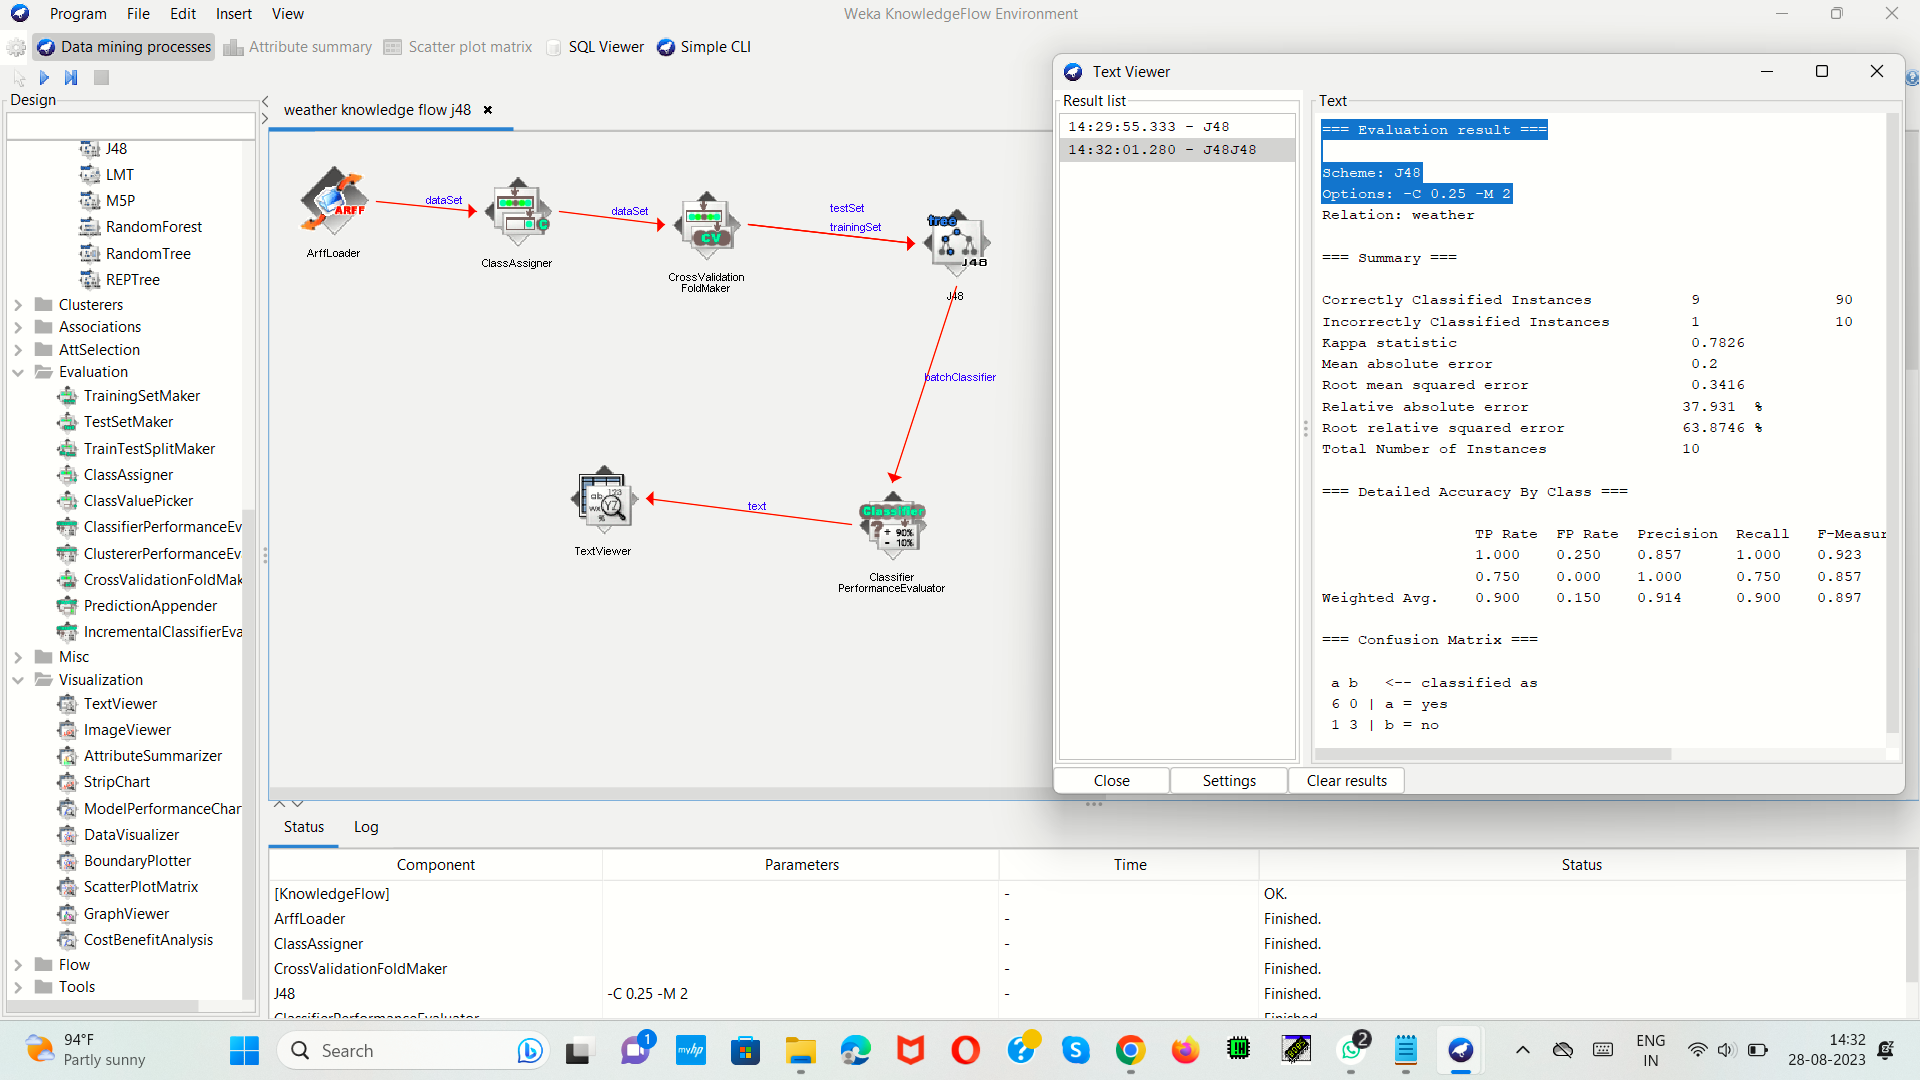 Program File Edit Insert View
Weka KnowledgeFlow Environment
Data mining processes Attribute summary Scatter plot matrix SQL Viewer Simple CLI
Design
J48
LMT
M5P
RandomForest
RandomTree
REPTree
Clusterers
Associations
AttSelection
Evaluation
TrainingSetMaker
TestSetMaker
TrainTestSplitMaker
ClassAssigner
ClassValuePicker
ClassifierPerformanceEv
ClustererPerformanceEv
CrossValidationFoldMak
PredictionAppender
IncrementalClassifierEva
Misc
Visualization
TextViewer
ImageViewer
AttributeSummarizer
StripChart
ModelPerformanceChar
DataVisualizer
BoundaryPlotter
ScatterPlotMatrix
GraphViewer
CostBenefitAnalysis
Flow
Tools
weather knowledge flow j48
ARFF
ArffLoader
dataSet
C
ClassAssigner
dataSet
CV
CrossValidation
FoldMaker
testSet
trainingSet
tree
J48
J48
batchClassifier
Classifier
+ 90%
- 10%
Classifier
PerformanceEvaluator
text
TextViewer
Text Viewer
Result list
14:29:55.333 - J48
14:32:01.280 - J48J48
Text
=== Evaluation result ===
Scheme: J48
Options: -C 0.25 -M 2
Relation: weather
=== Summary ===
Correctly Classified Instances 9 90
Incorrectly Classified Instances 1 10
Kappa statistic 0.7826
Mean absolute error 0.2
Root mean squared error 0.3416
Relative absolute error 37.931 %
Root relative squared error 63.8746 %
Total Number of Instances 10
=== Detailed Accuracy By Class ===
TP Rate FP Rate Precision Recall F-Measur
1.000 0.250 0.857 1.000 0.923
0.750 0.000 1.000 0.750 0.857
Weighted Avg. 0.900 0.150 0.914 0.900 0.897
=== Confusion Matrix ===
a b <-- classified as
6 0 | a = yes
1 3 | b = no
Close Settings Clear results
Status Log
Component Parameters Time Status
[KnowledgeFlow] - OK.
ArffLoader - Finished.
ClassAssigner - Finished.
CrossValidationFoldMaker - Finished.
J48 -C 0.25 -M 2 - Finished.
ClassifierPerformanceEvaluator - Finished.
94°F
Partly sunny
Search
1
myhp
2
ENG
IN
14:32
28-08-2023